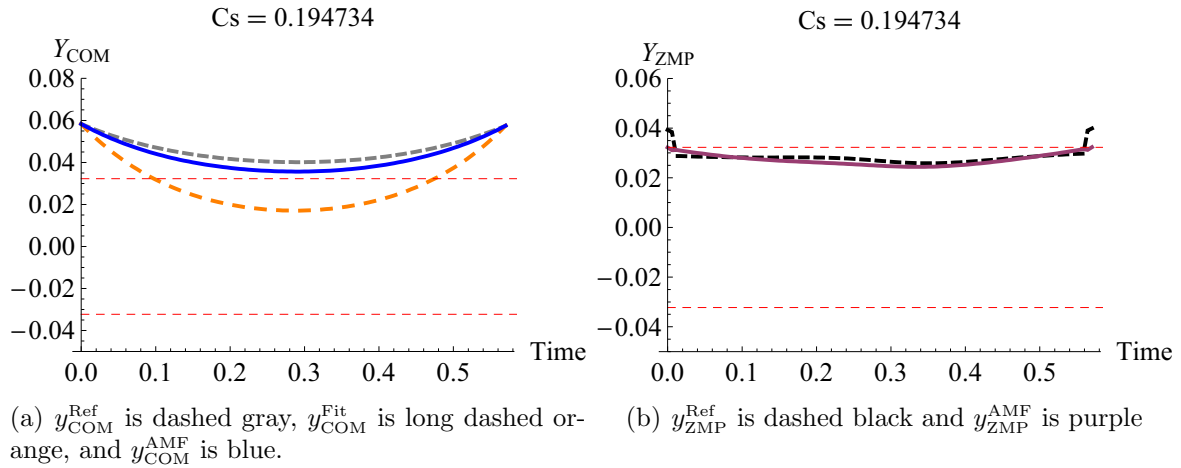 Cs = 0.194734
Y_COM
0.08
0.06
0.04
0.02
0.00
−0.02
−0.04
0.0 0.1 0.2 0.3 0.4 0.5
Time
(a) y^Ref_COM is dashed gray, y^Fit_COM is long dashed or-
ange, and y^AMF_COM is blue.
Cs = 0.194734
Y_ZMP
0.06
0.04
0.02
0.00
−0.02
−0.04
0.0 0.1 0.2 0.3 0.4 0.5
Time
(b) y^Ref_ZMP is dashed black and y^AMF_ZMP is purple